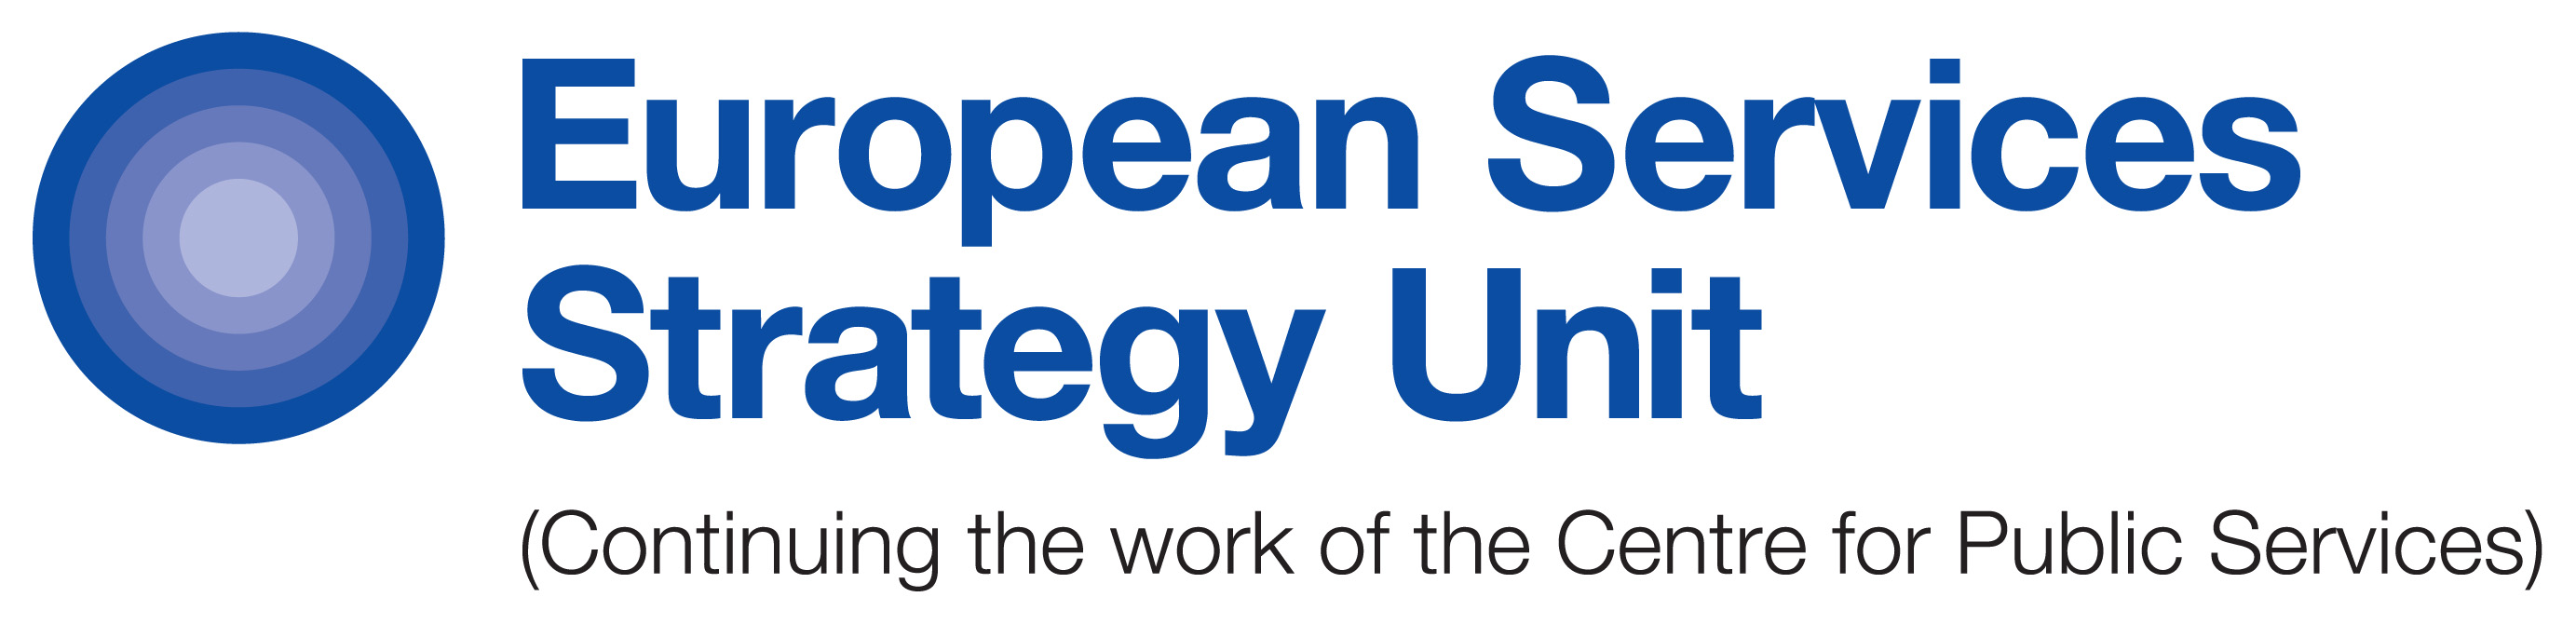 European Services
Strategy Unit
(Continuing the work of the Centre for Public Services)